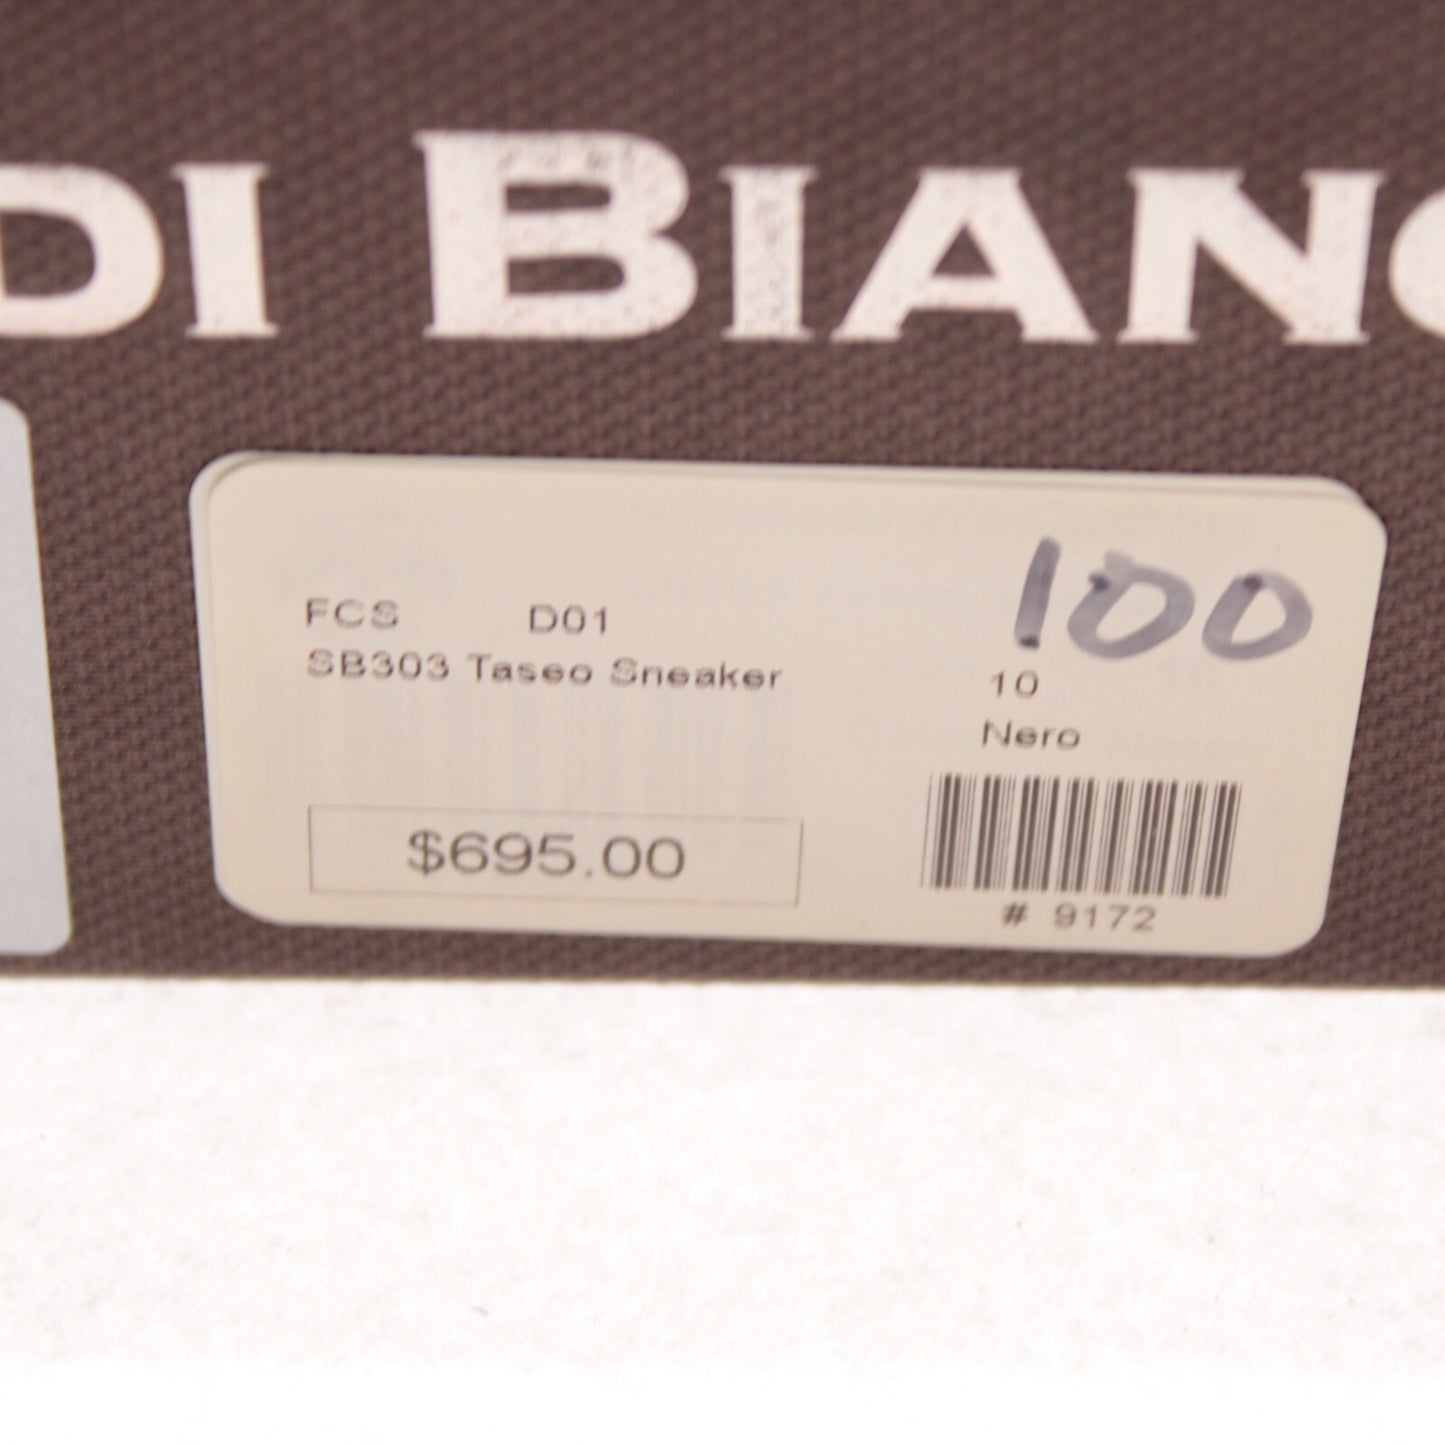 DI BIANC
100
FCS D01
SB303 Taseo Sneaker
10
Nero
$695.00
# 9172